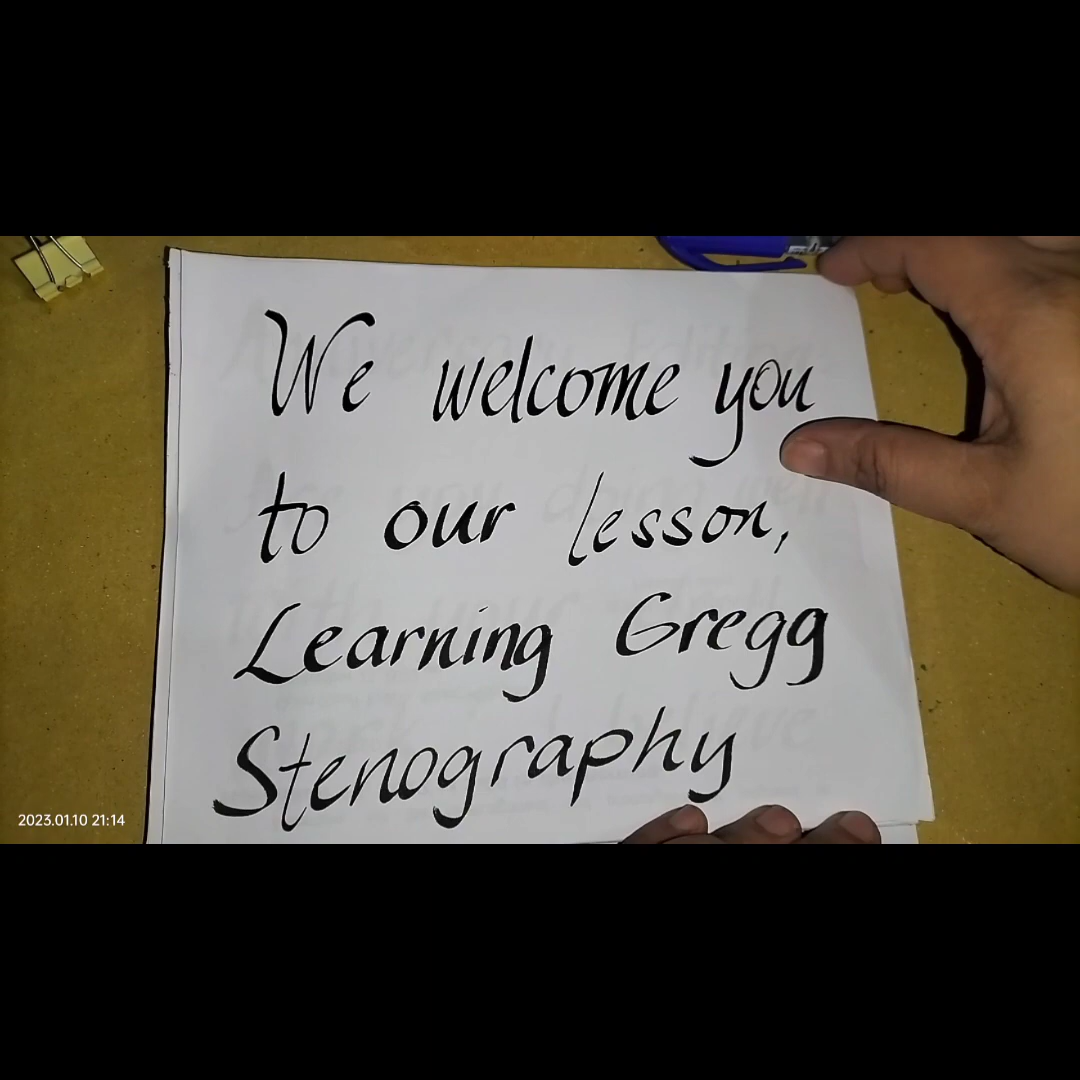 We welcome you
to our lesson,
Learning Gregg
Stenography
2023.01.10 21:14